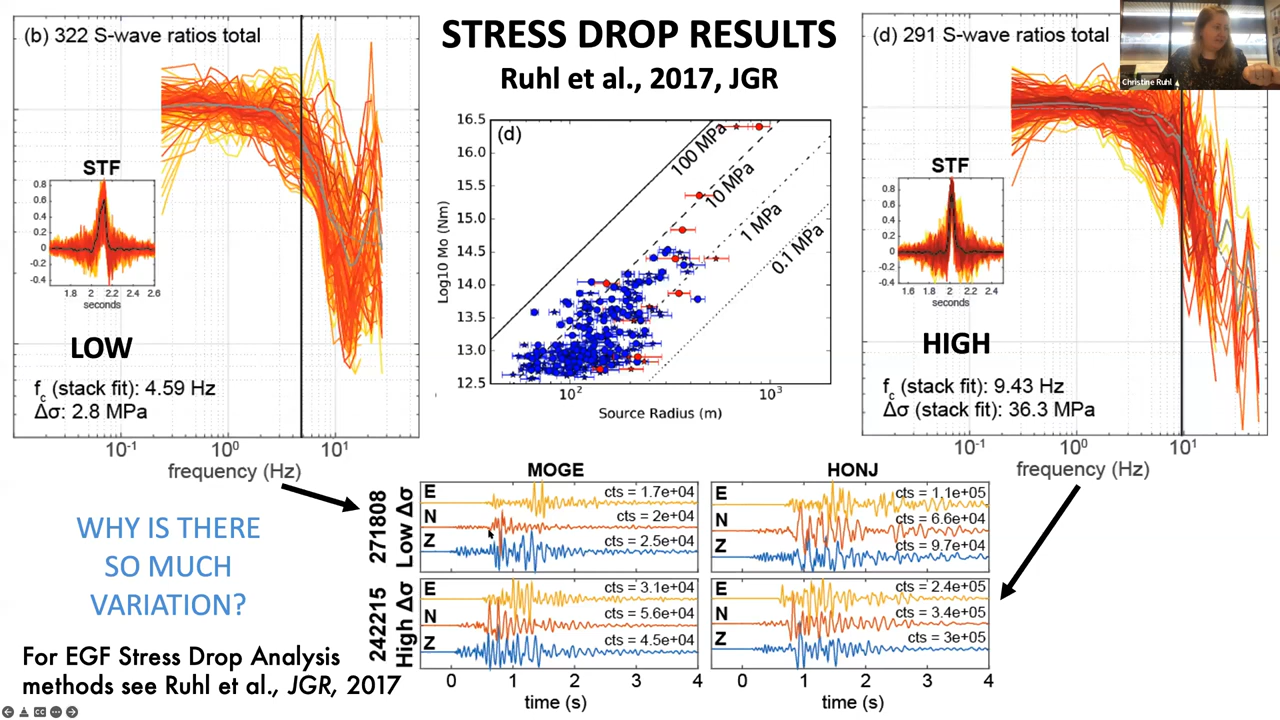 STRESS DROP RESULTS
Ruhl et al., 2017, JGR
(b) 322 S-wave ratios total
STF
0.8
0.6
0.4
0.2
0
-0.2
-0.4
1.8 2 2.2 2.4 2.6
seconds
LOW
fc (stack fit): 4.59 Hz
Δσ: 2.8 MPa
10-1 100 101
frequency (Hz)
(d)
16.5
16.0
15.5
15.0
14.5
14.0
13.5
13.0
12.5
Log10 Mo (Nm)
100 MPa
10 MPa
1 MPa
0.1 MPa
102 103
Source Radius (m)
(d) 291 S-wave ratios total
Christine Ruhl
STF
0.8
0.6
0.4
0.2
0
-0.2
-0.4
1.6 1.8 2 2.2 2.4
seconds
HIGH
fc (stack fit): 9.43 Hz
Δσ (stack fit): 36.3 MPa
10-1 100 101
frequency (Hz)
WHY IS THERE
SO MUCH
VARIATION?
For EGF Stress Drop Analysis
methods see Ruhl et al., JGR, 2017
MOGE
HONJ
271808
Low Δσ
E cts = 1.7e+04
N cts = 2e+04
Z cts = 2.5e+04
E cts = 1.1e+05
N cts = 6.6e+04
Z cts = 9.7e+04
242215
High Δσ
E cts = 3.1e+04
N cts = 5.6e+04
Z cts = 4.5e+04
E cts = 2.4e+05
N cts = 3.4e+05
Z cts = 3e+05
0 1 2 3 4
time (s)
0 1 2 3 4
time (s)